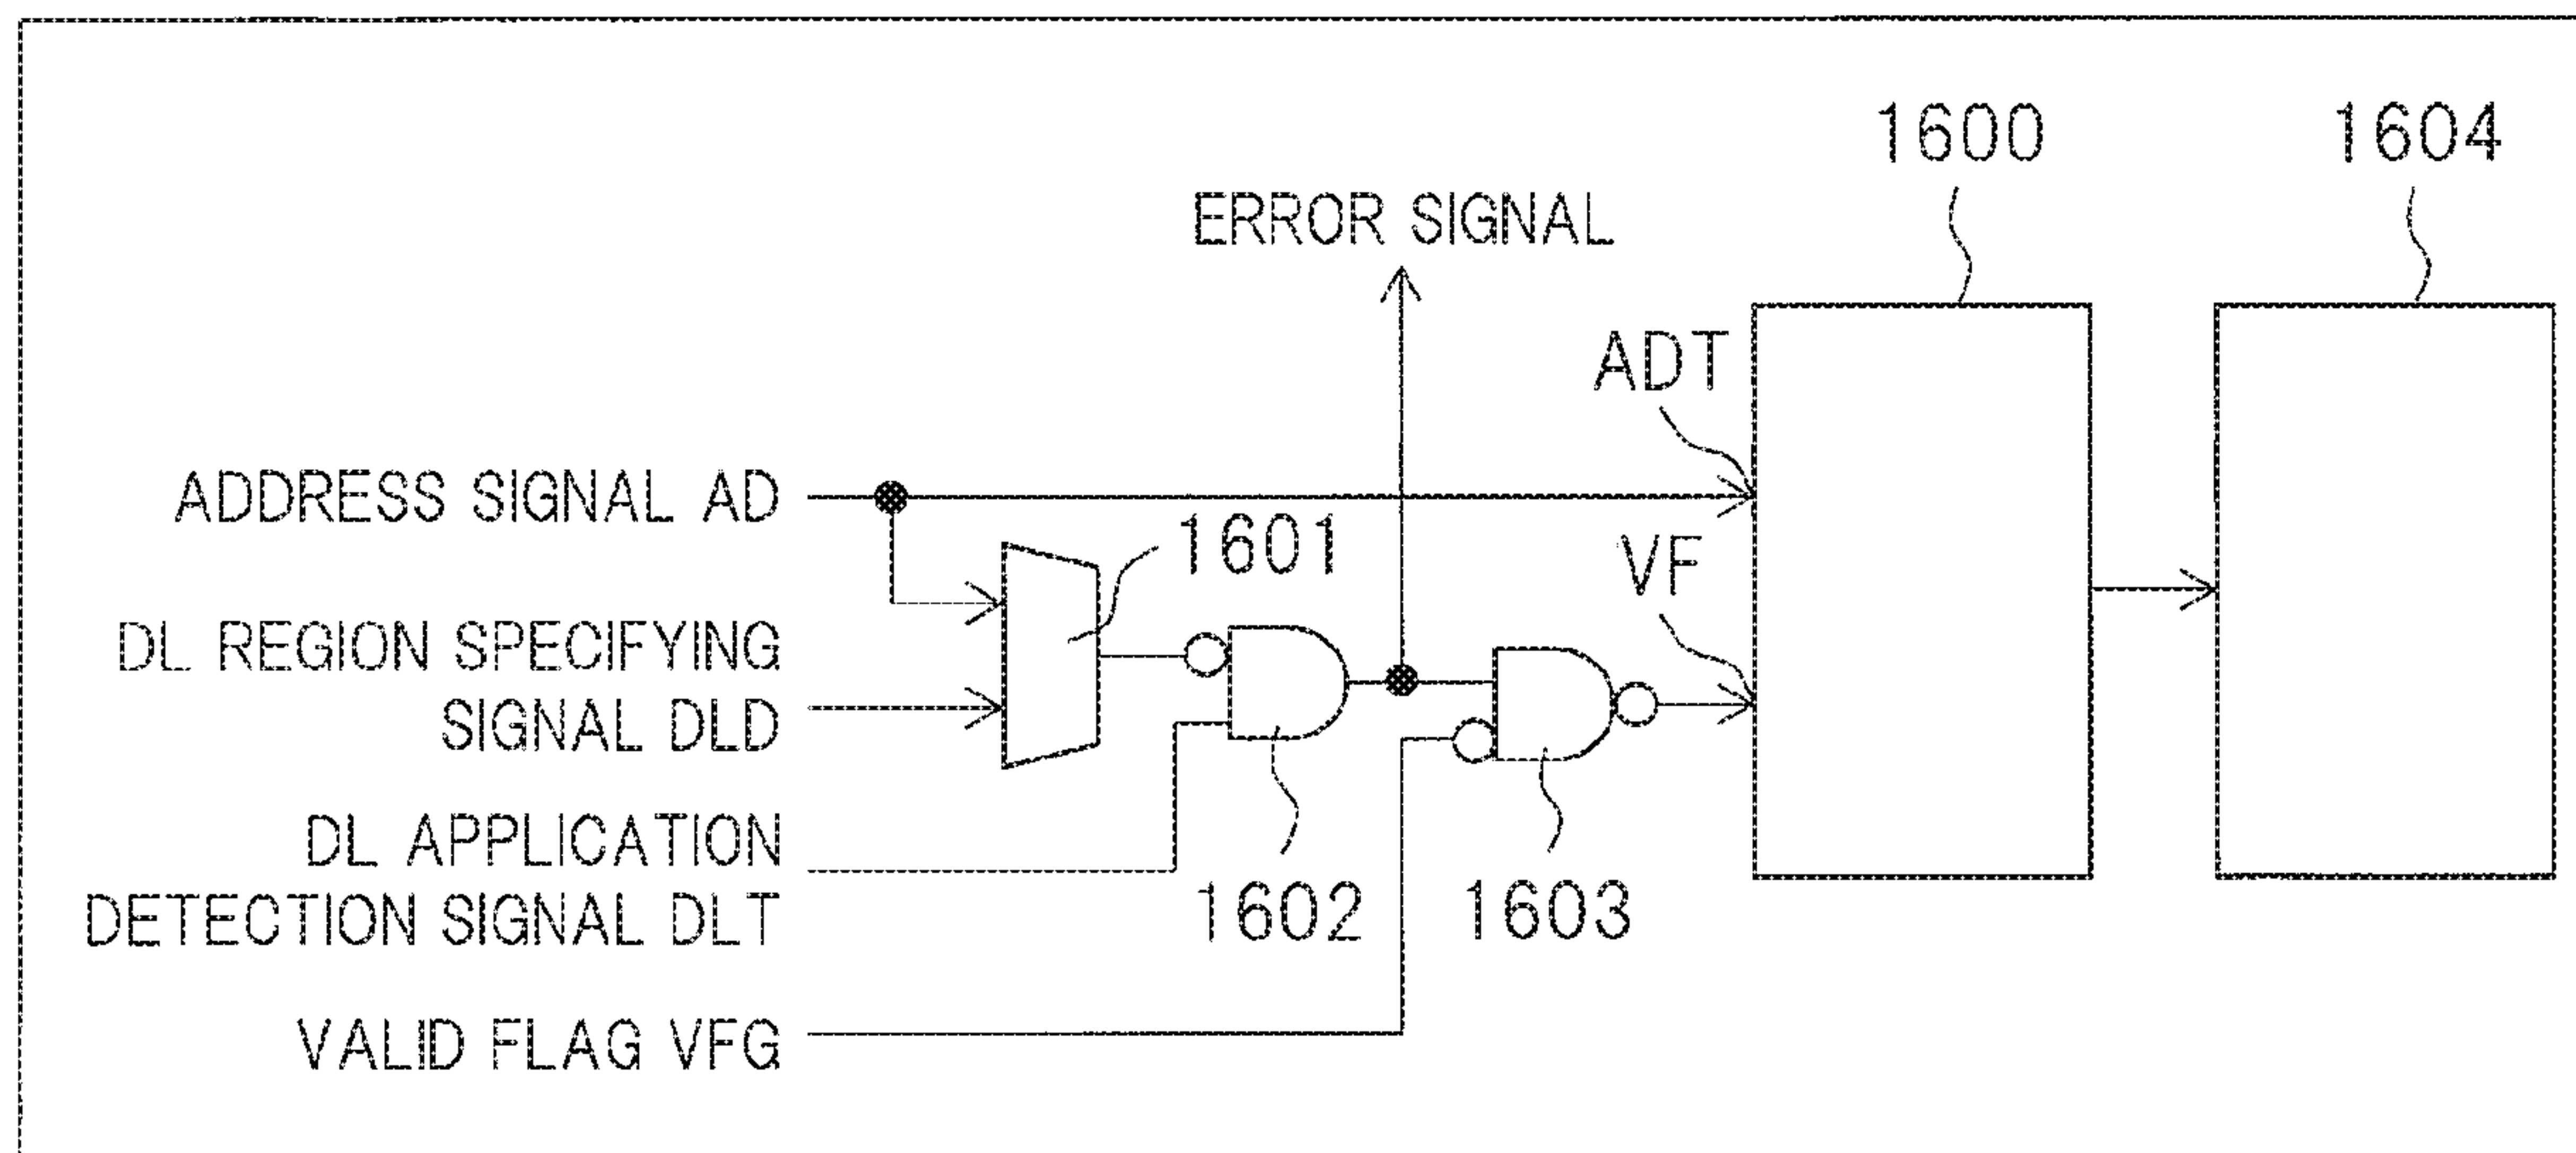 1600
1604
ERROR SIGNAL
ADT
ADDRESS SIGNAL AD
1601
VF
DL REGION SPECIFYING
SIGNAL DLD
DL APPLICATION
DETECTION SIGNAL DLT
1602
1603
VALID FLAG VFG